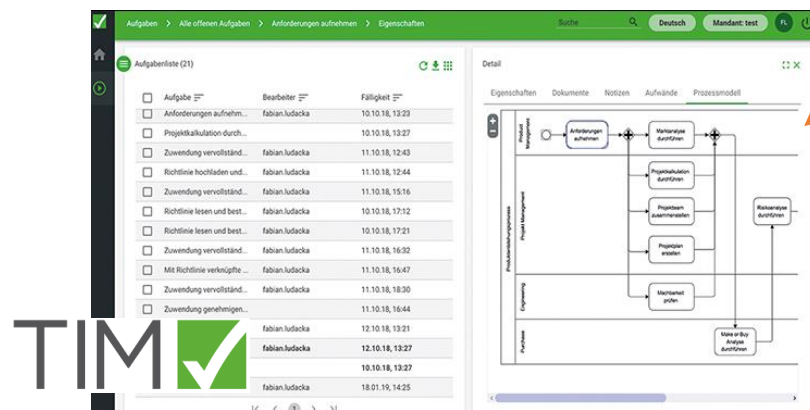 Aufgaben > Alle offenen Aufgaben > Anforderungen aufnehmen > Eigenschaften
Suche
Deutsch
Mandant: test
FL
Aufgabenliste (21)
Aufgabe Bearbeiter Fälligkeit
Anforderungen aufnehm... fabian.ludacka 10.10.18, 13:23
Projektkalkulation durch... 10.10.18, 13:27
Zuwendung vervollständ... fabian.ludacka 11.10.18, 12:43
Richtlinie hochladen und... fabian.ludacka 11.10.18, 12:44
Zuwendung vervollständ... fabian.ludacka 11.10.18, 15:16
Richtlinie lesen und best... fabian.ludacka 10.10.18, 17:12
Richtlinie lesen und best... fabian.ludacka 10.10.18, 17:21
Zuwendung vervollständ... fabian.ludacka 11.10.18, 16:32
Mit Richtlinie verknüpfte ... fabian.ludacka 11.10.18, 16:47
Zuwendung vervollständ... fabian.ludacka 11.10.18, 18:30
Zuwendung genehmigen... 11.10.18, 16:44
fabian.ludacka 12.10.18, 13:21
fabian.ludacka 12.10.18, 13:27
10.10.18, 13:27
fabian.ludacka 18.01.19, 14:25
1
TIM
Detail
Eigenschaften Dokumente Notizen Aufwände Prozessmodell
Produktentstehungsprozess
Product
Management
Projekt Management
Engineering
Purchase
Anforderungen
aufnehmen
Marktanalyse
durchführen
Projektkalkulation
durchführen
Projektteam
zusammenstellen
Projektplan
erstellen
Risikoanalyse
durchführen
Machbarkeit
prüfen
Make or Buy
Analyse
durchführen